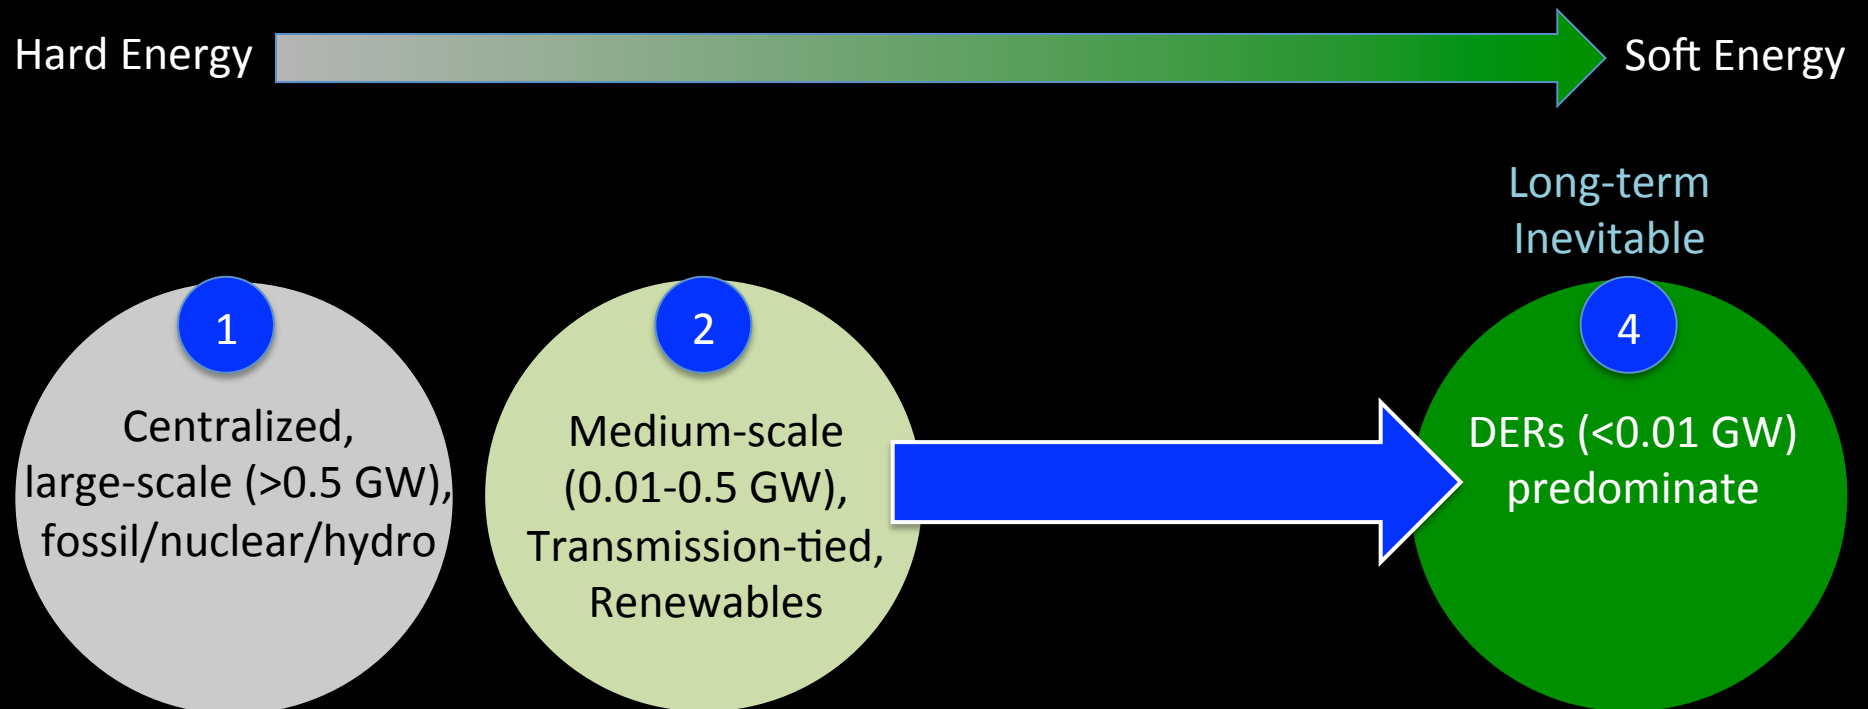 Hard Energy
Soft Energy
Long-term
Inevitable
1
Centralized,
large-scale (>0.5 GW),
fossil/nuclear/hydro
2
Medium-scale
(0.01-0.5 GW),
Transmission-tied,
Renewables
4
DERs (<0.01 GW)
predominate